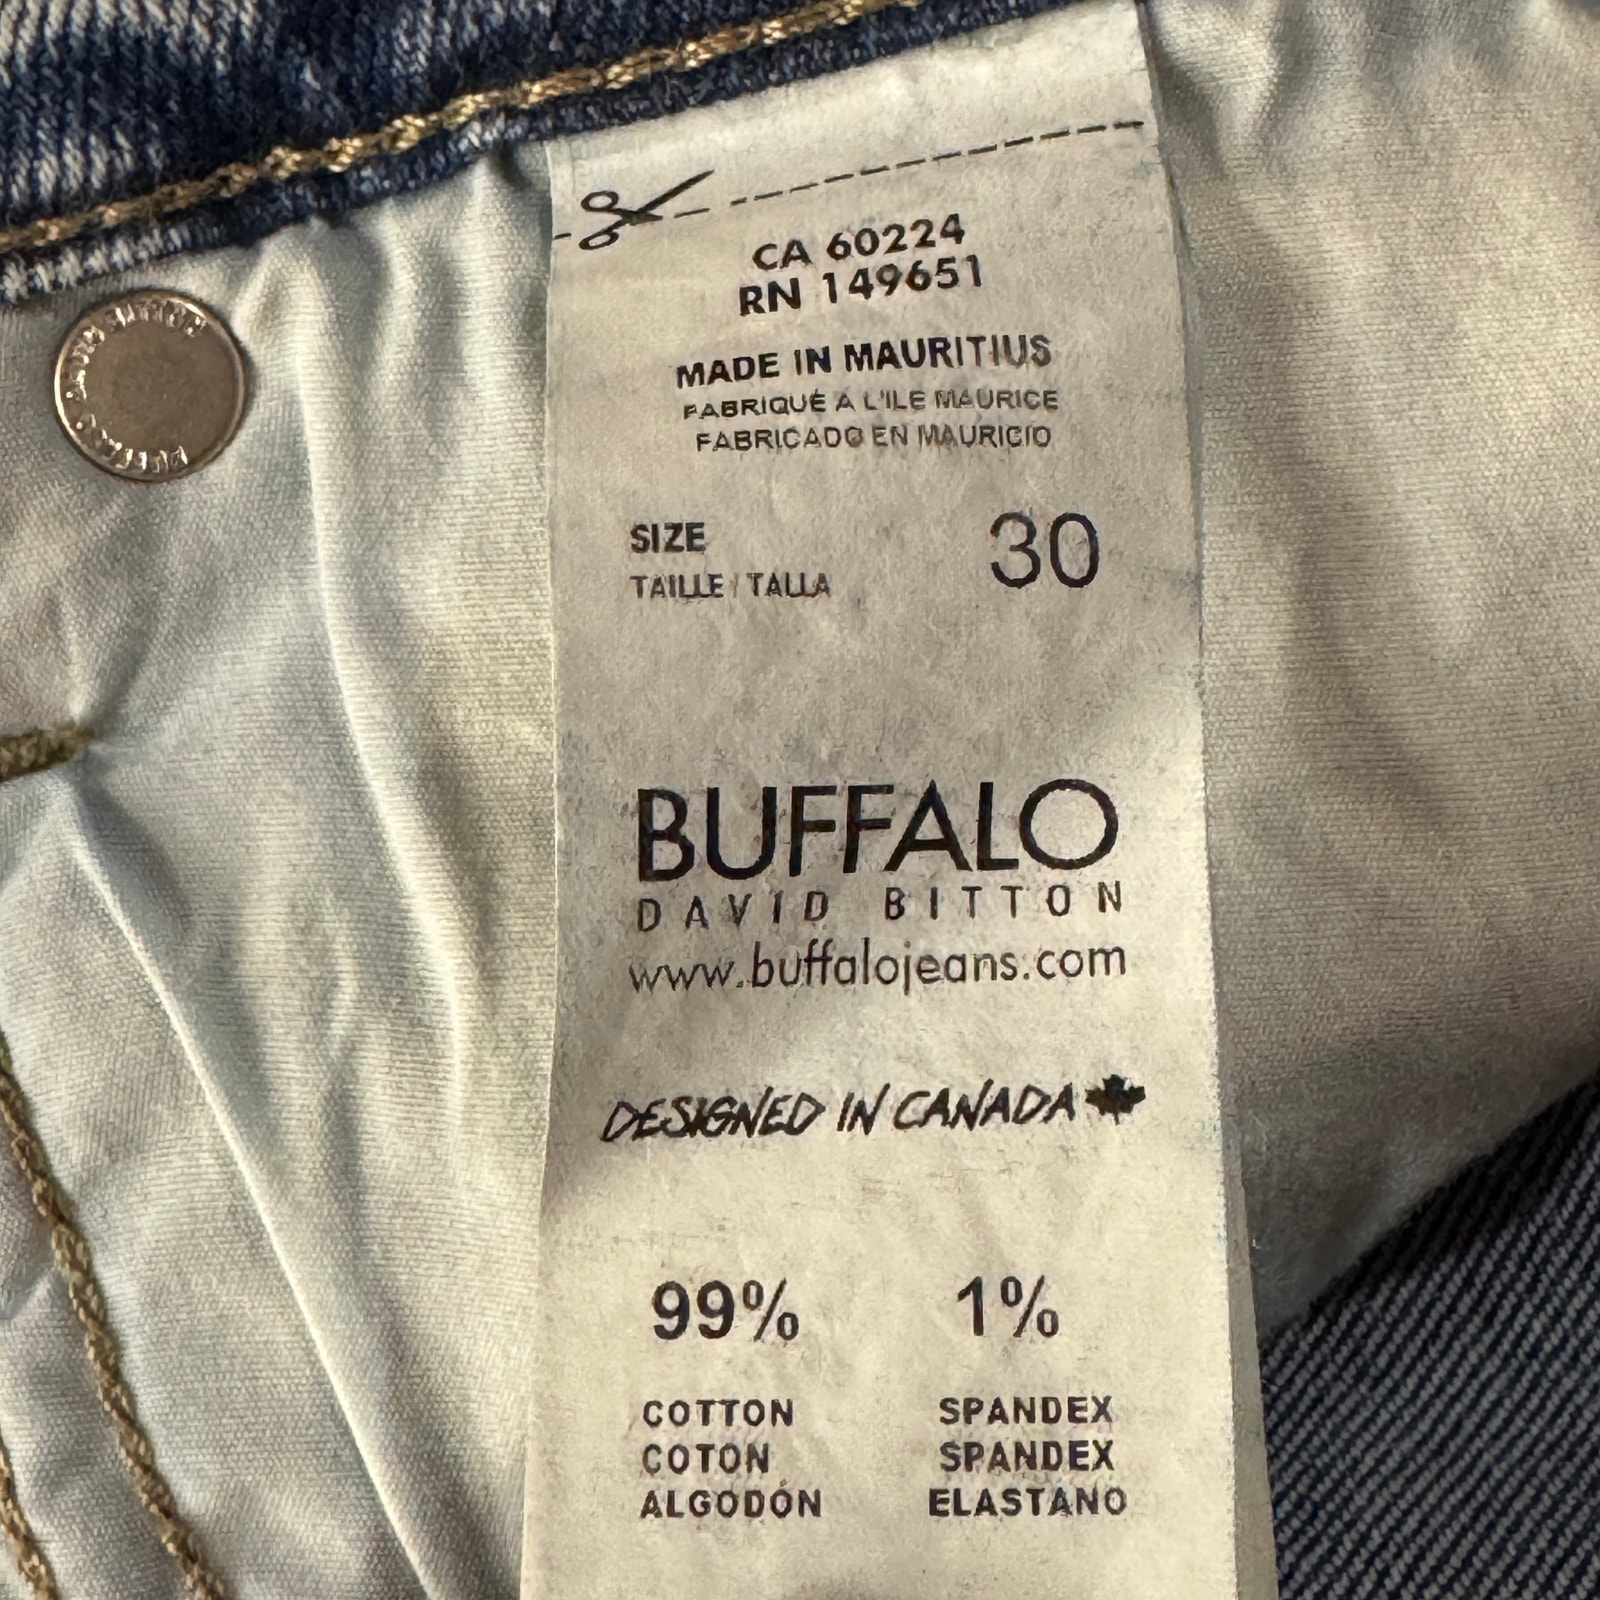 CA 60224
RN 149651
MADE IN MAURITIUS
FABRIQUÉ À L'ILE MAURICE
FABRICADO EN MAURICIO
SIZE 30
TAILLE / TALLA
BUFFALO
DAVID BITTON
www.buffalojeans.com
DESIGNED IN CANADA
99% 1%
COTTON SPANDEX
COTON SPANDEX
ALGODÓN ELASTANO